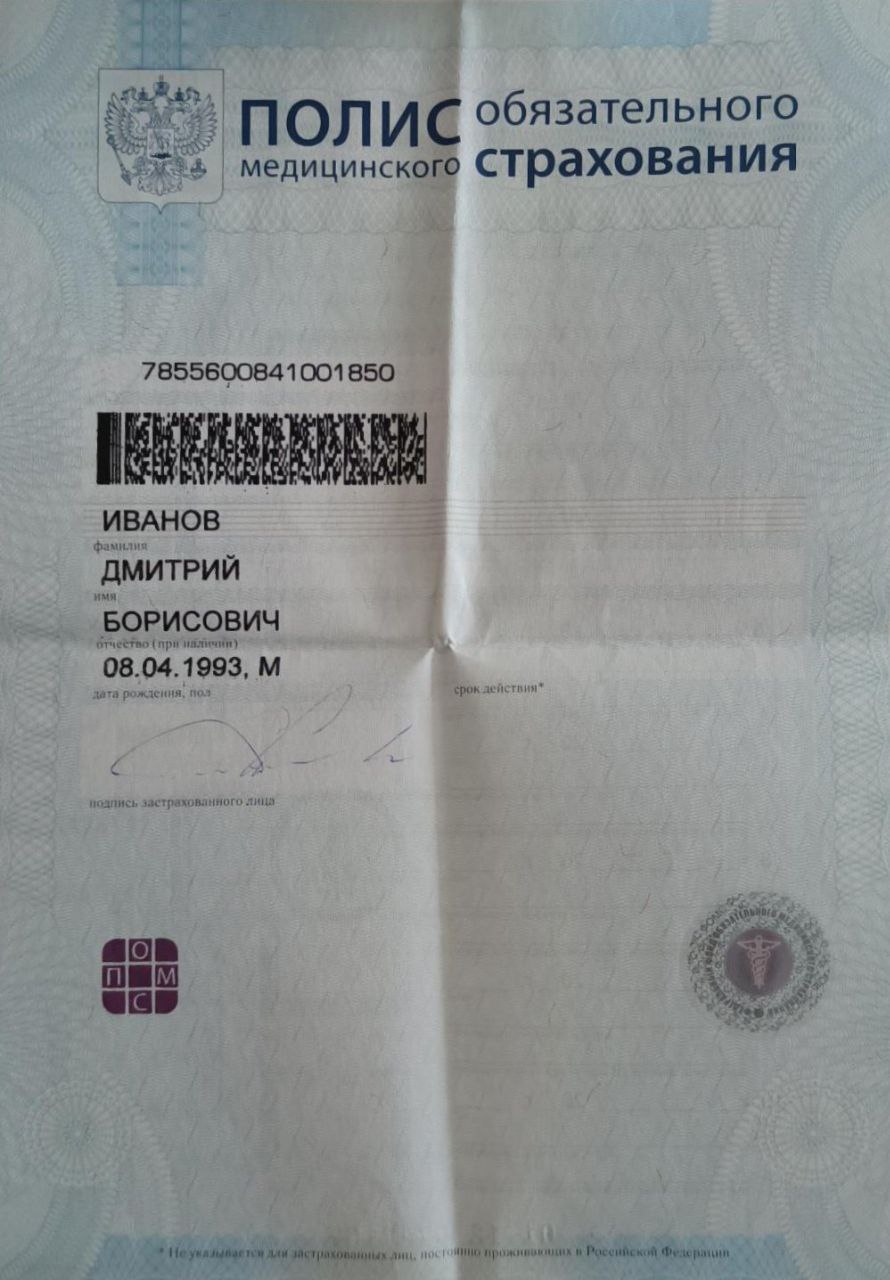 ПОЛИС обязательного
медицинского страхования
7855600841001850
ИВАНОВ
фамилия
ДМИТРИЙ
имя
БОРИСОВИЧ
отчество (при наличии)
08.04.1993, М
дата рождения, пол
срок действия*
подпись застрахованного лица
О
П М
С
* Не указывается для застрахованных лиц, постоянно проживающих в Российской Федерации